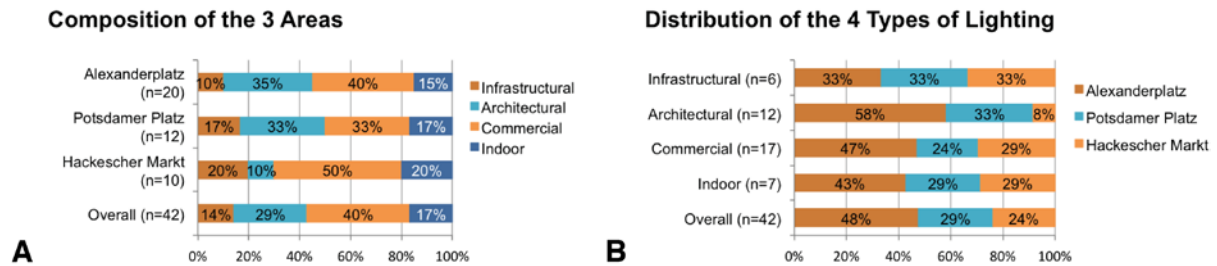 Composition of the 3 Areas
Alexanderplatz
(n=20)
10% 35% 40% 15%
Potsdamer Platz
(n=12)
17% 33% 33% 17%
Hackescher Markt
(n=10)
20% 10% 50% 20%
Overall (n=42)
14% 29% 40% 17%
0% 20% 40% 60% 80% 100%
Infrastructural
Architectural
Commercial
Indoor
A
Distribution of the 4 Types of Lighting
Infrastructural (n=6)
33% 33% 33%
Architectural (n=12)
58% 33% 8%
Commercial (n=17)
47% 24% 29%
Indoor (n=7)
43% 29% 29%
Overall (n=42)
48% 29% 24%
0% 20% 40% 60% 80% 100%
Alexanderplatz
Potsdamer Platz
Hackescher Markt
B